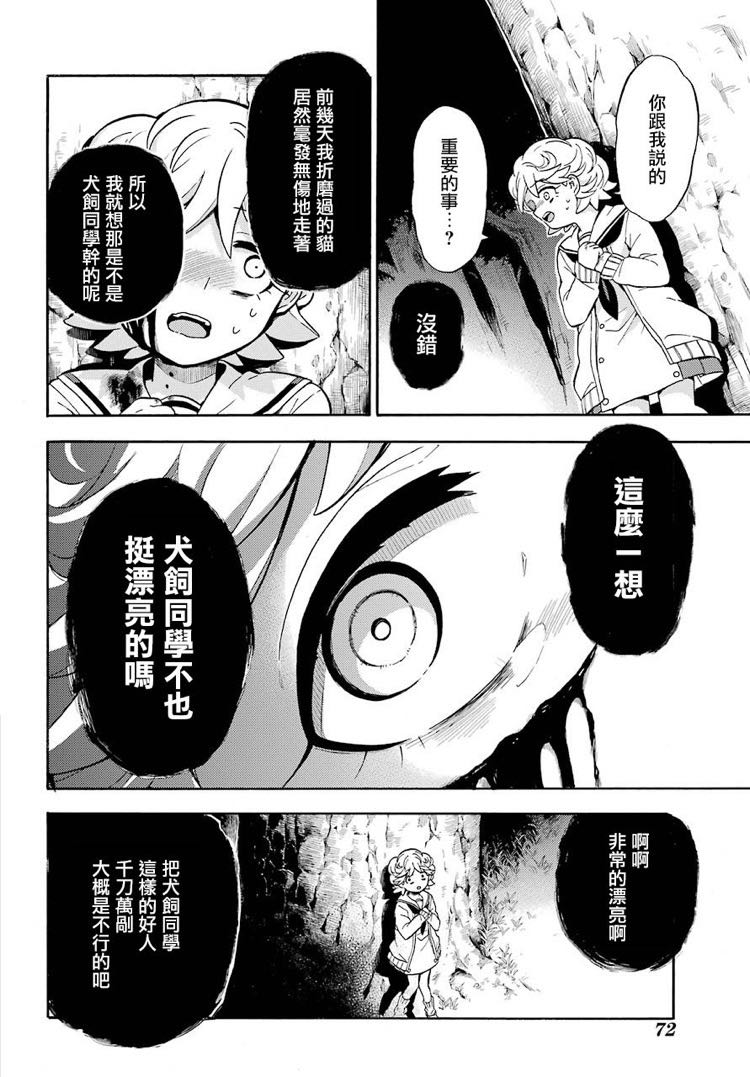 你跟我説的
重要的事…?
沒錯
前幾天我折磨過的貓
居然毫發無傷地走著
所以
我就想那是不是
犬飼同學幹的呢
這麼一想
犬飼同學不也
挺漂亮的嗎
啊啊
非常的漂亮啊
把犬飼同學
這樣的好人
千刀萬剮
大概是不行的吧
72